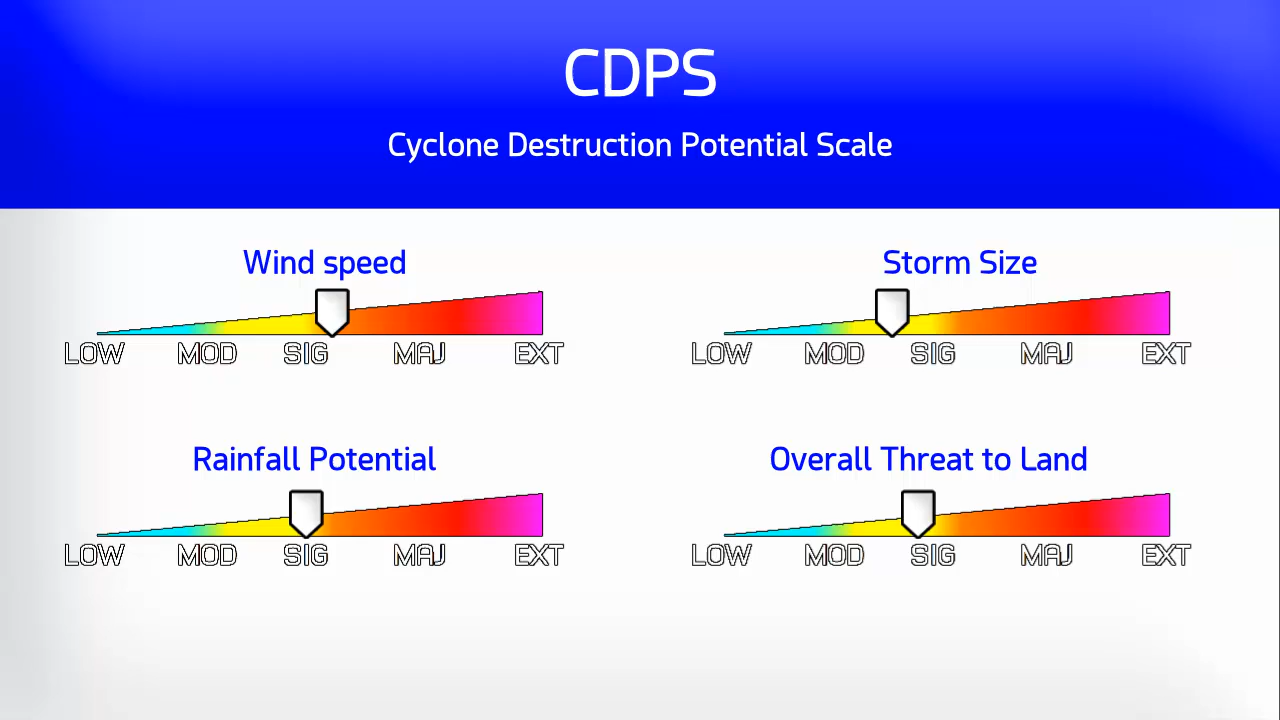 CDPS
Cyclone Destruction Potential Scale
Wind speed
LOW MOD SIG MAJ EXT
Storm Size
LOW MOD SIG MAJ EXT
Rainfall Potential
LOW MOD SIG MAJ EXT
Overall Threat to Land
LOW MOD SIG MAJ EXT